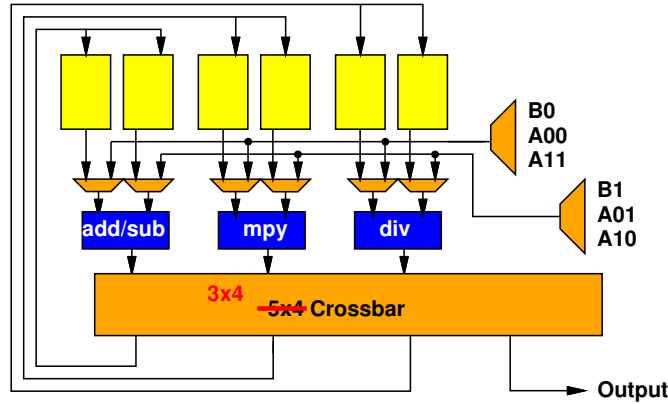 B0
A00
A11
B1
A01
A10
add/sub
mpy
div
3x4
5x4 Crossbar
Output